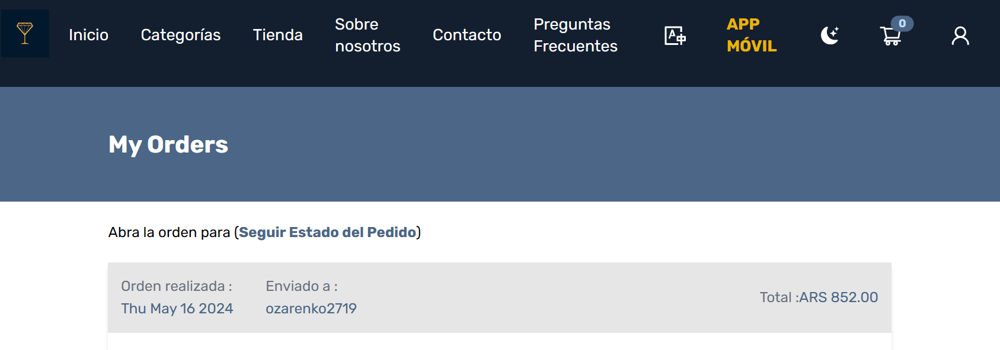 Inicio
Categorías
Tienda
Sobre
nosotros
Contacto
Preguntas
Frecuentes
A
APP
MÓVIL
0
My Orders
Abra la orden para (Seguir Estado del Pedido)
Orden realizada :
Thu May 16 2024
Enviado a :
ozarenko2719
Total :ARS 852.00